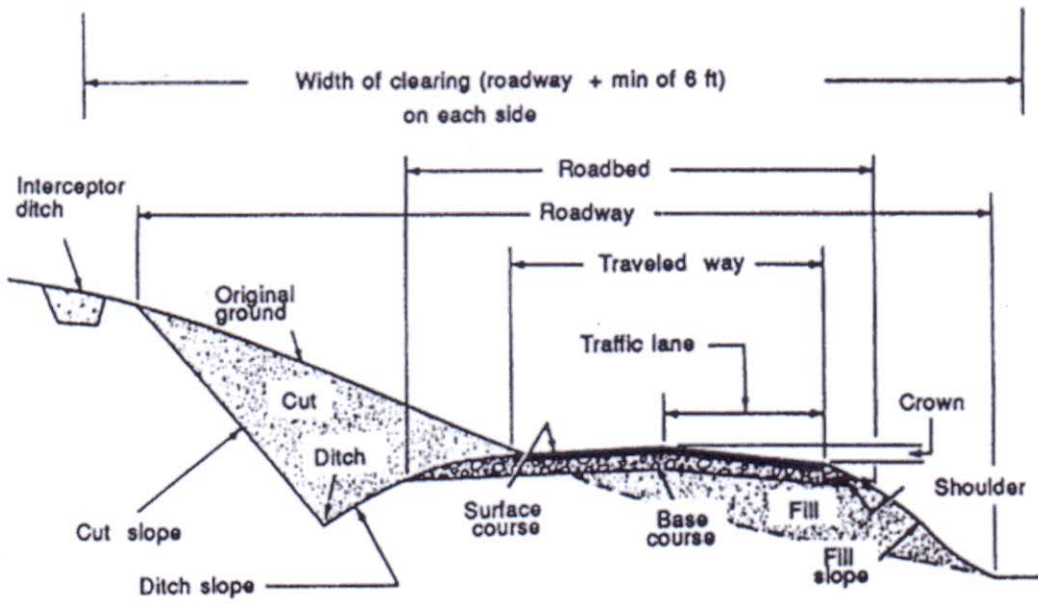 Width of clearing (roadway + min of 6 ft)
on each side
Roadbed
Interceptor
ditch
Roadway
Traveled way
Original
ground
Traffic lane
Cut
Crown
Ditch
Surface
course
Base
course
Fill
Shoulder
Cut slope
Fill
slope
Ditch slope